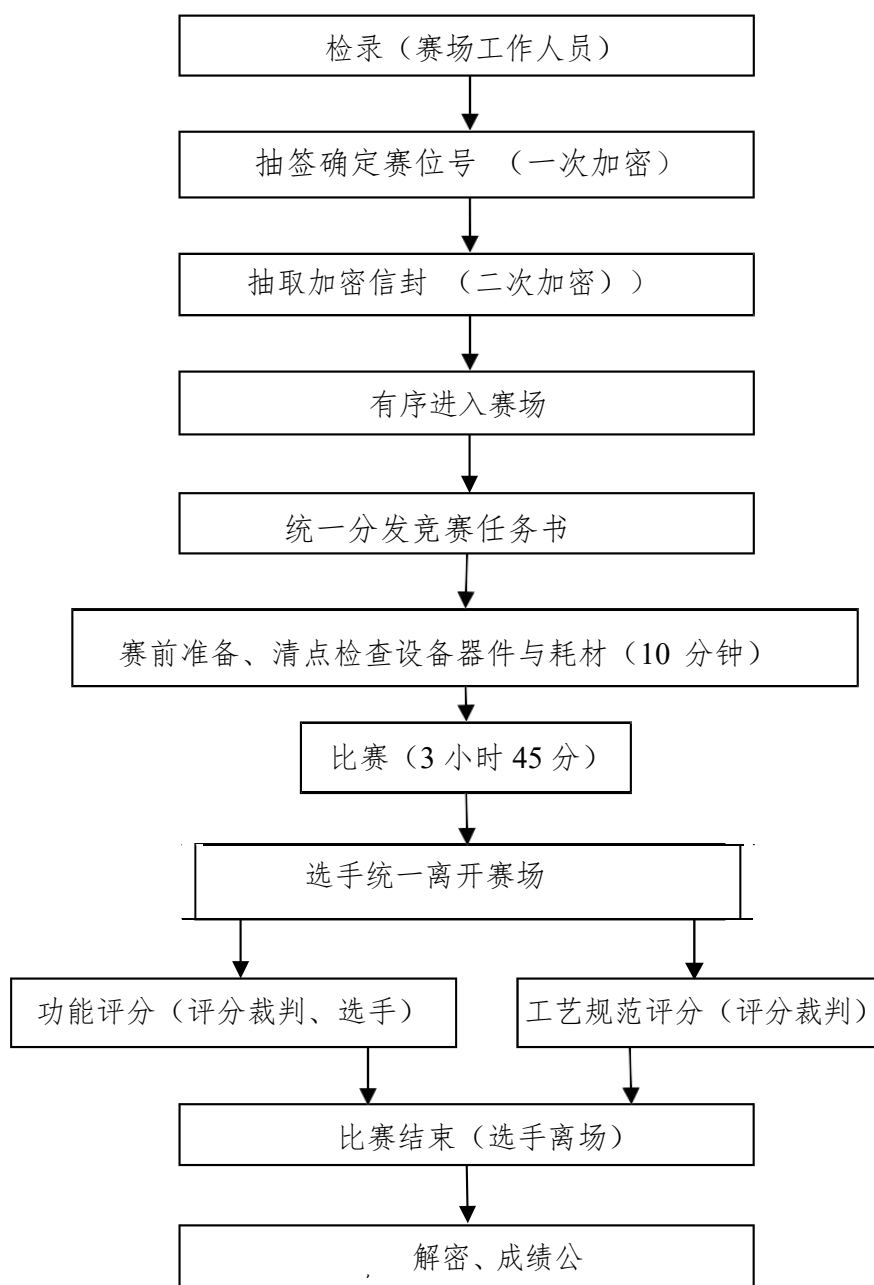 检录（赛场工作人员）
抽签确定赛位号 （一次加密）
抽取加密信封 （二次加密））
有序进入赛场
统一分发竞赛任务书
赛前准备、清点检查设备器件与耗材（10 分钟）
比赛（3 小时 45 分）
选手统一离开赛场
功能评分（评分裁判、选手）
工艺规范评分（评分裁判）
比赛结束（选手离场）
解密、成绩公